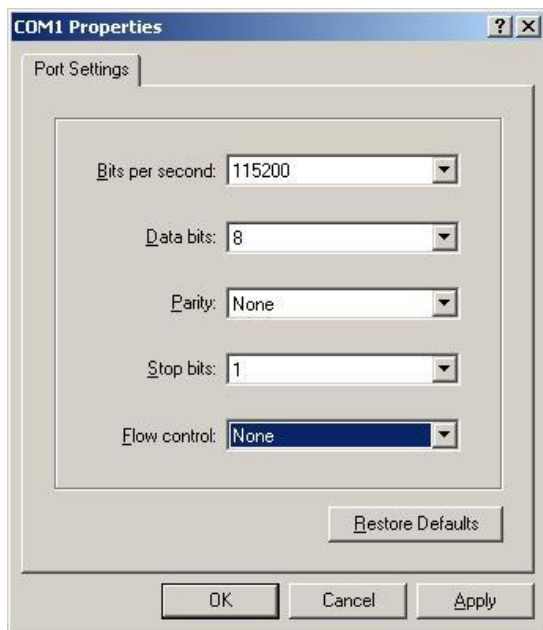 COM1 Properties
Port Settings
Bits per second: 115200
Data bits: 8
Parity: None
Stop bits: 1
Flow control: None
Restore Defaults
OK Cancel Apply